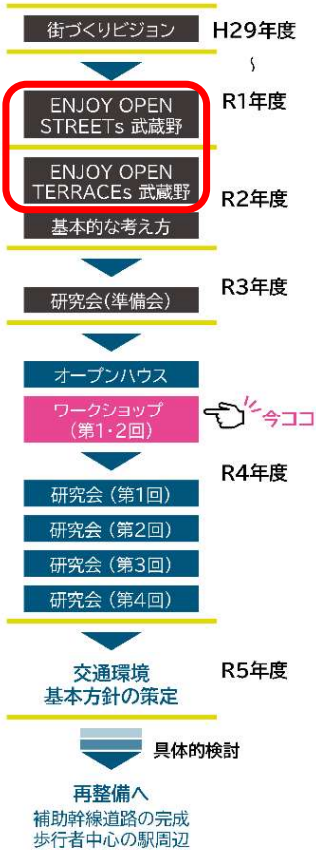 街づくりビジョン
H29年度
〜
ENJOY OPEN
STREETs 武蔵野
R1年度
ENJOY OPEN
TERRACEs 武蔵野
R2年度
基本的な考え方
研究会(準備会)
R3年度
オープンハウス
ワークショップ
(第1・2回)
今ココ
R4年度
研究会 (第1回)
研究会 (第2回)
研究会 (第3回)
研究会 (第4回)
交通環境
基本方針の策定
R5年度
具体的検討
再整備へ
補助幹線道路の完成
歩行者中心の駅周辺